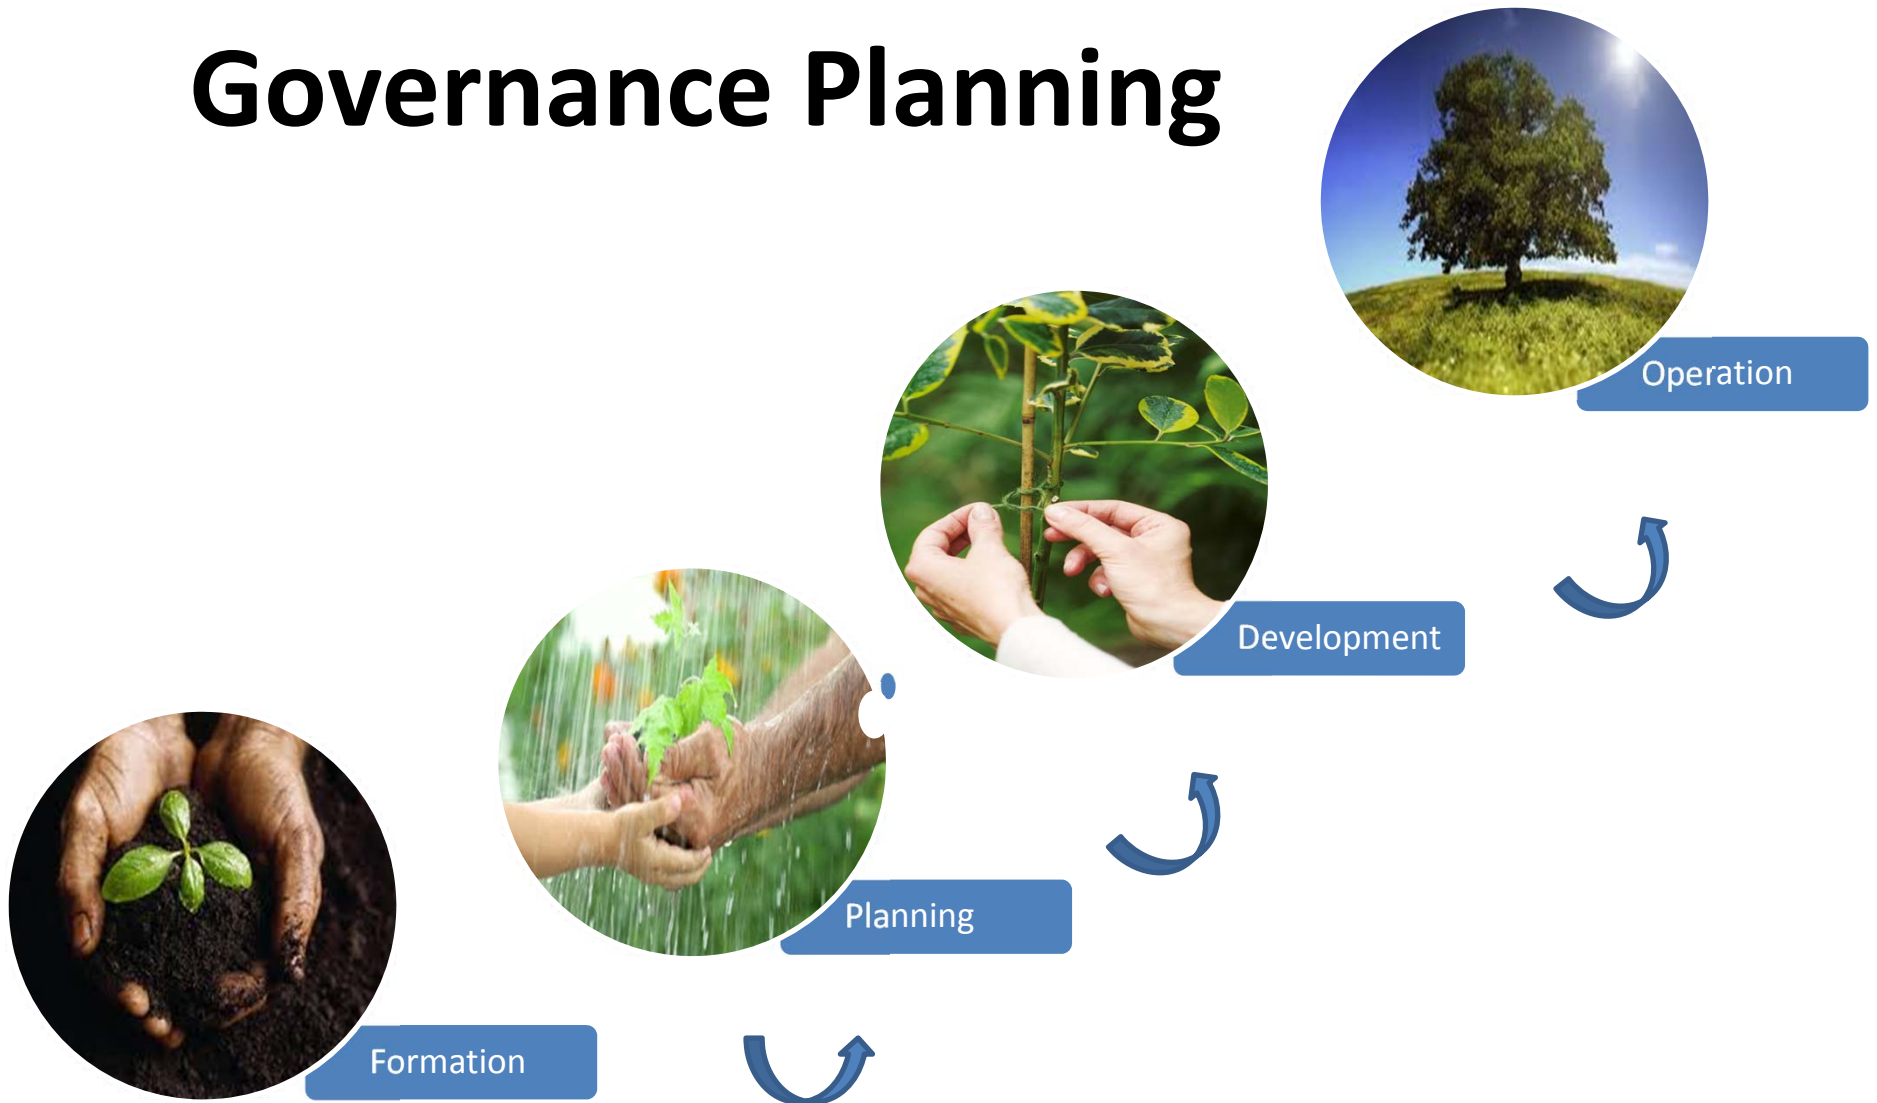 Governance Planning
Operation
Development
Planning
Formation